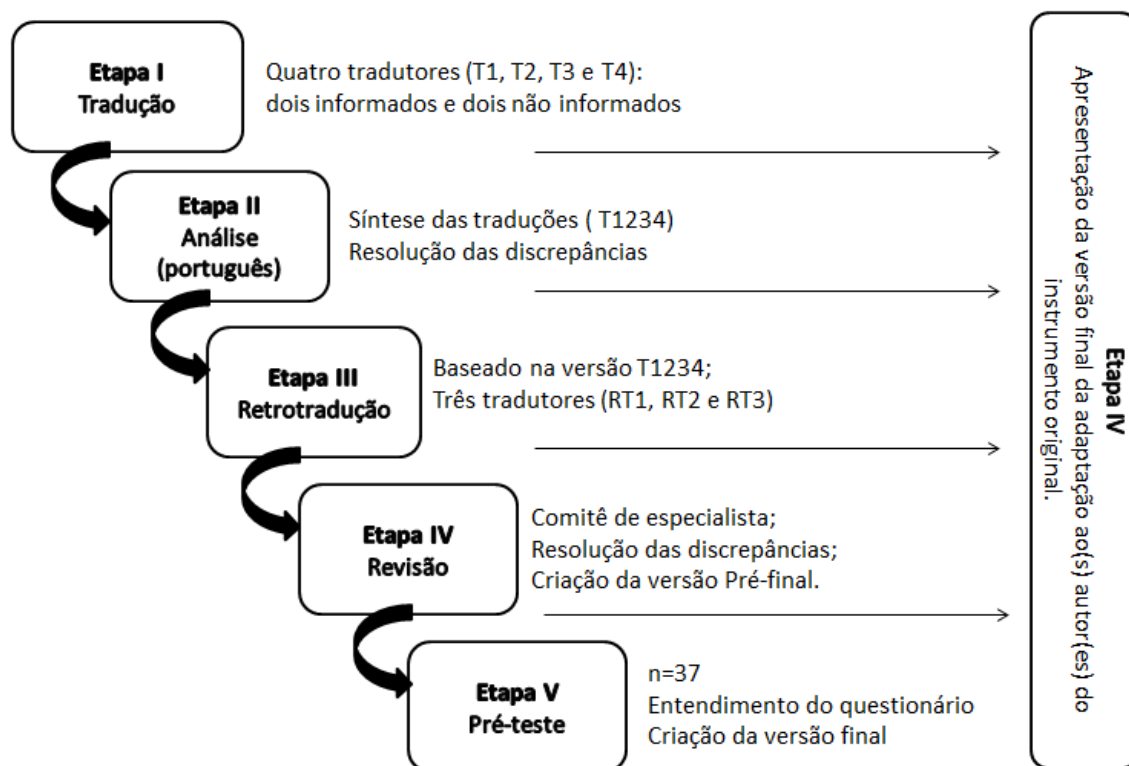 Etapa I
Tradução
Quatro tradutores (T1, T2, T3 e T4):
dois informados e dois não informados
Etapa II
Análise
(português)
Síntese das traduções ( T1234)
Resolução das discrepâncias
Etapa III
Retrotradução
Baseado na versão T1234;
Três tradutores (RT1, RT2 e RT3)
Etapa IV
Revisão
Comitê de especialista;
Resolução das discrepâncias;
Criação da versão Pré-final.
Etapa V
Pré-teste
n=37
Entendimento do questionário
Criação da versão final
Etapa IV
Apresentação da versão final da adaptação ao(s) autor(es) do
instrumento original.